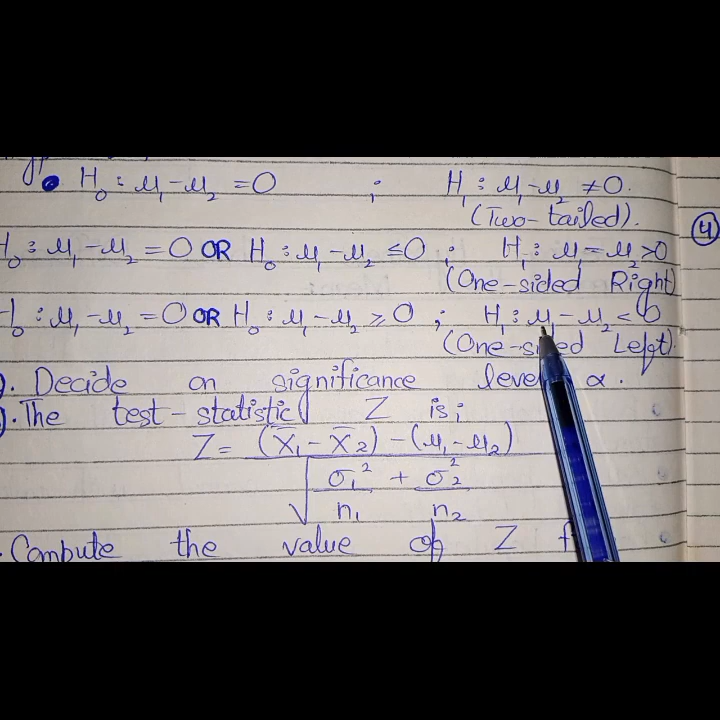 H₀ : μ₁-μ₂ = 0 ; H₁ : μ₁-μ₂ ≠ 0.
(Two-tailed).
H₀ : μ₁-μ₂ = 0 OR H₀ : μ₁-μ₂ ≤ 0 ; H₁ : μ₁-μ₂ > 0
(One-sided Right)
H₀ : μ₁-μ₂ = 0 OR H₀ : μ₁-μ₂ ≥ 0 ; H₁ : μ₁-μ₂ < 0
(One-sided Left).
4
). Decide on significance level α.
). The test-statistic Z is;
Z = (X̄₁-X̄₂) - (μ₁-μ₂)
√ σ₁² + σ₂²
n₁ n₂
. Compute the value of Z